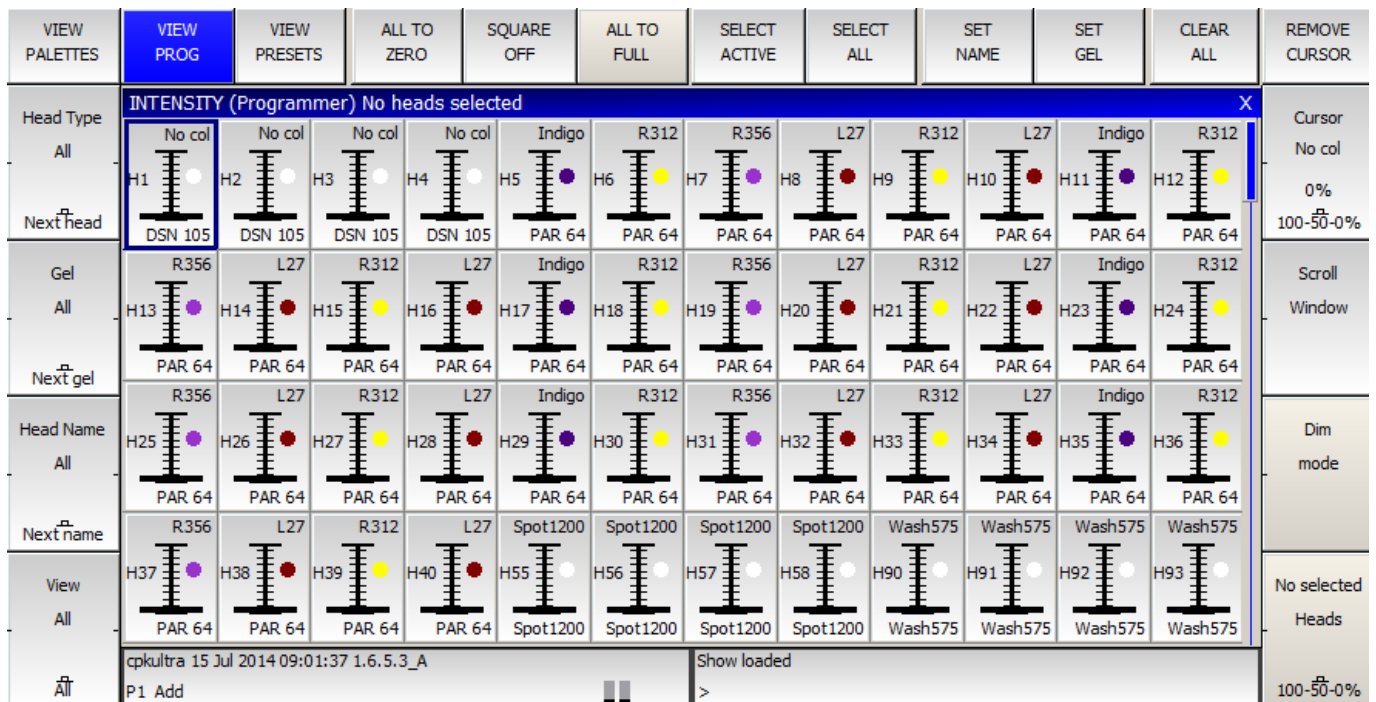 VIEW PALETTES
VIEW PROG
VIEW PRESETS
ALL TO ZERO
SQUARE OFF
ALL TO FULL
SELECT ACTIVE
SELECT ALL
SET NAME
SET GEL
CLEAR ALL
REMOVE CURSOR
Head Type
All
Next head
Gel
All
Next gel
Head Name
All
Next name
View
All
All
INTENSITY (Programmer) No heads selected X
No col No col No col No col Indigo R312 R356 L27 R312 L27 Indigo R312
H1 H2 H3 H4 H5 H6 H7 H8 H9 H10 H11 H12
DSN 105 DSN 105 DSN 105 DSN 105 PAR 64 PAR 64 PAR 64 PAR 64 PAR 64 PAR 64 PAR 64 PAR 64
R356 L27 R312 L27 Indigo R312 R356 L27 R312 L27 Indigo R312
H13 H14 H15 H16 H17 H18 H19 H20 H21 H22 H23 H24
PAR 64 PAR 64 PAR 64 PAR 64 PAR 64 PAR 64 PAR 64 PAR 64 PAR 64 PAR 64 PAR 64 PAR 64
R356 L27 R312 L27 Indigo R312 R356 L27 R312 L27 Indigo R312
H25 H26 H27 H28 H29 H30 H31 H32 H33 H34 H35 H36
PAR 64 PAR 64 PAR 64 PAR 64 PAR 64 PAR 64 PAR 64 PAR 64 PAR 64 PAR 64 PAR 64 PAR 64
R356 L27 R312 L27 Spot1200 Spot1200 Spot1200 Spot1200 Wash575 Wash575 Wash575 Wash575
H37 H38 H39 H40 H55 H56 H57 H58 H90 H91 H92 H93
PAR 64 PAR 64 PAR 64 PAR 64 Spot1200 Spot1200 Spot1200 Spot1200 Wash575 Wash575 Wash575 Wash575
cpkultra 15 Jul 2014 09:01:37 1.6.5.3_A
P1 Add
Show loaded
>
Cursor
No col
0%
100-50-0%
Scroll
Window
Dim
mode
No selected
Heads
100-50-0%